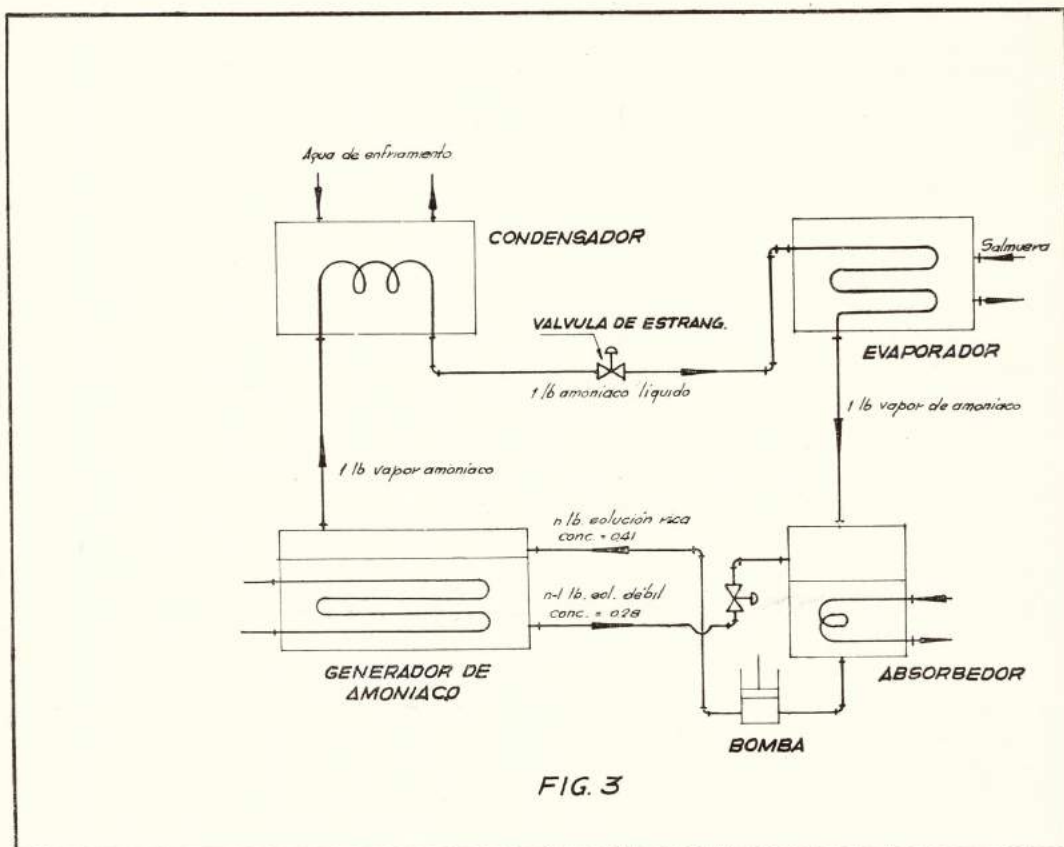 Agua de enfriamiento
CONDENSADOR
Salmuera
VALVULA DE ESTRANG.
EVAPORADOR
1 lb amoniaco liquido
1 lb vapor de amoniaco
1 lb vapor amoniaco
n lb. solución rica
conc. = 0.41
n-1 lb. sol. débil
conc. = 0.28
GENERADOR DE
AMONIACO
ABSORBEDOR
BOMBA
FIG. 3